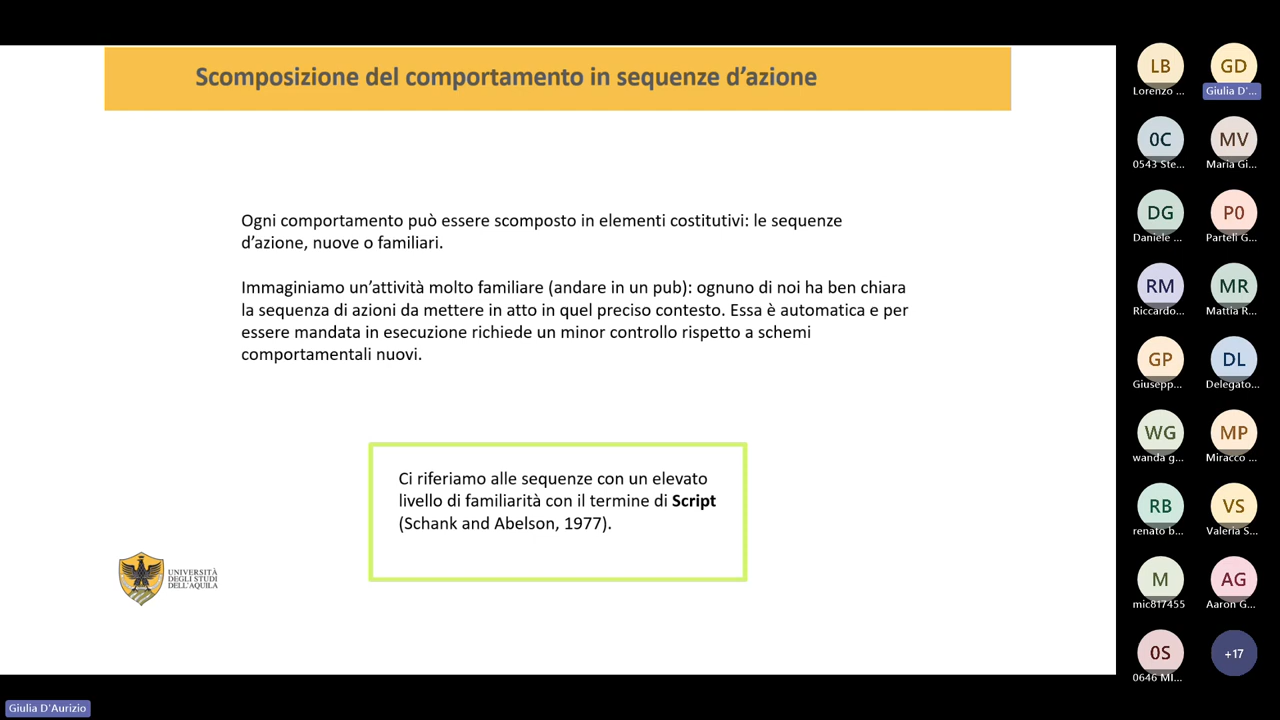 Scomposizione del comportamento in sequenze d'azione
Ogni comportamento può essere scomposto in elementi costitutivi: le sequenze
d'azione, nuove o familiari.
Immaginiamo un'attività molto familiare (andare in un pub): ognuno di noi ha ben chiara
la sequenza di azioni da mettere in atto in quel preciso contesto. Essa è automatica e per
essere mandata in esecuzione richiede un minor controllo rispetto a schemi
comportamentali nuovi.
Ci riferiamo alle sequenze con un elevato
livello di familiarità con il termine di Script
(Schank and Abelson, 1977).
UNIVERSITÀ
DEGLI STUDI
DELL'AQUILA
LB
Lorenzo ...
GD
Giulia D'...
0C
0543 Ste...
MV
Maria Gi...
DG
Daniele ...
P0
Parteli G...
RM
Riccardo...
MR
Mattia R...
GP
Giusepp...
DL
Delegato...
WG
wanda g...
MP
Miracco ...
RB
renato b...
VS
Valeria S...
M
mic817455
AG
Aaron G...
0S
0646 MI...
+17
Giulia D'Aurizio